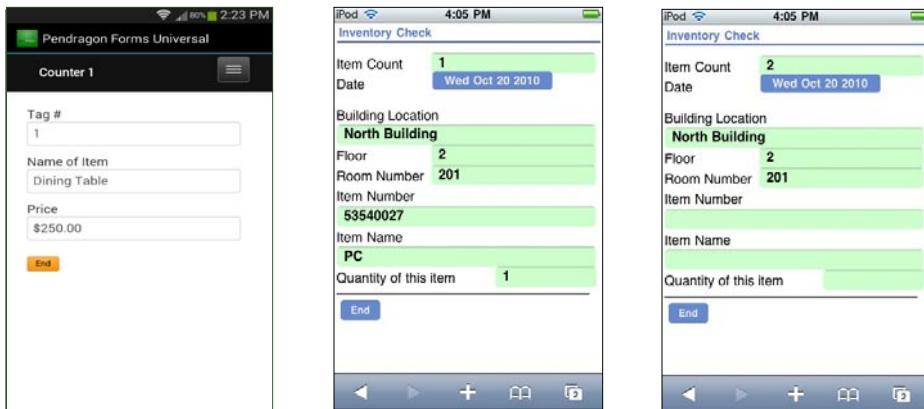 80% 2:23 PM
Pendragon Forms Universal
Counter 1
Tag #
1
Name of Item
Dining Table
Price
$250.00
End
iPod 4:05 PM
Inventory Check
Item Count 1
Date Wed Oct 20 2010
Building Location
North Building
Floor 2
Room Number 201
Item Number
53540027
Item Name
PC
Quantity of this item 1
End
2
iPod 4:05 PM
Inventory Check
Item Count 2
Date Wed Oct 20 2010
Building Location
North Building
Floor 2
Room Number 201
Item Number
Item Name
Quantity of this item
End
2